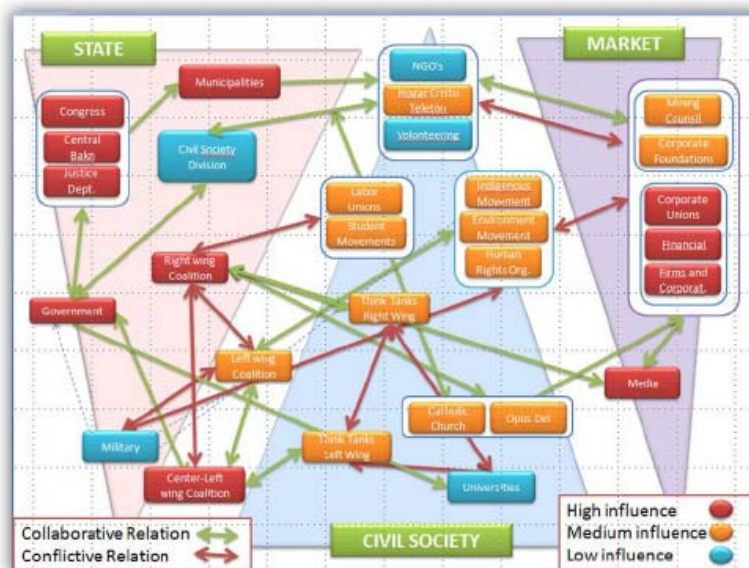 STATE
MARKET
Municipalities
NGO's
Hogar Cristo
Teletón
Volonteering
Congress
Central
Bakn
Justice
Dept.
Civil Society
Division
Mining
Counsil
Corporate
Foundations
Labor
Unions
Student
Movements
Indigenous
Movement
Environment
Movement
Human
Rights Org.
Corporate
Unions
Financial
Firms and
Corporat.
Right wing
Coalition
Government
Think Tanks
Right Wing
Left wing
Coalition
Media
Catholic
Church
Opus Dei
Military
Think Tanks
Left Wing
Center-Left
wing Coalition
Universities
Collaborative Relation
Conflictive Relation
CIVIL SOCIETY
High influence
Medium influence
Low influence